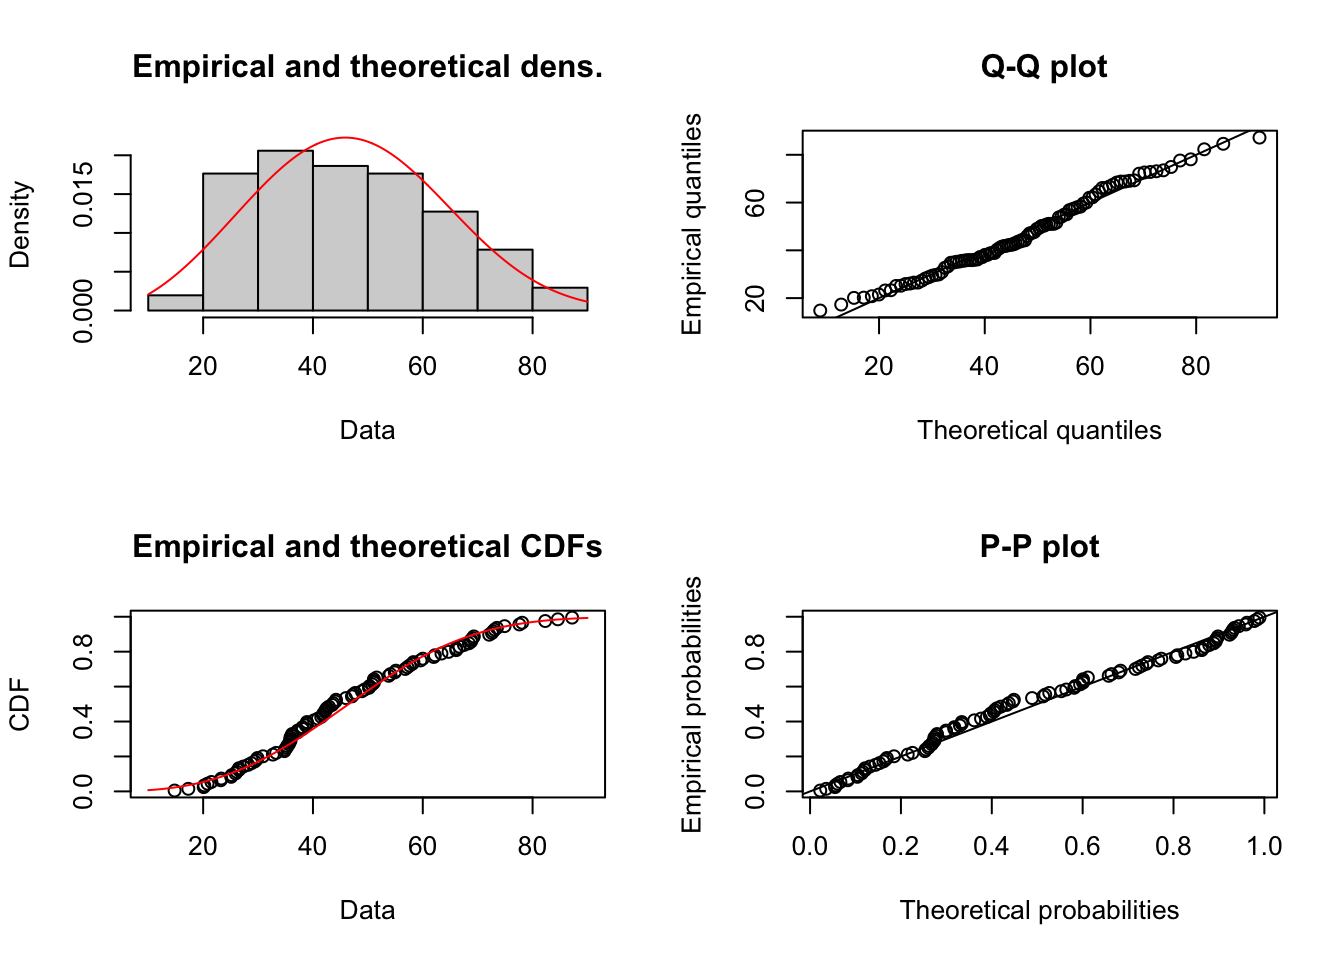 Empirical and theoretical dens.
Density
0.000 0.015
20 40 60 80
Data
Q-Q plot
Empirical quantiles
20 60
20 40 60 80
Theoretical quantiles
Empirical and theoretical CDFs
CDF
0.0 0.4 0.8
20 40 60 80
Data
P-P plot
Empirical probabilities
0.0 0.4 0.8
0.0 0.2 0.4 0.6 0.8 1.0
Theoretical probabilities